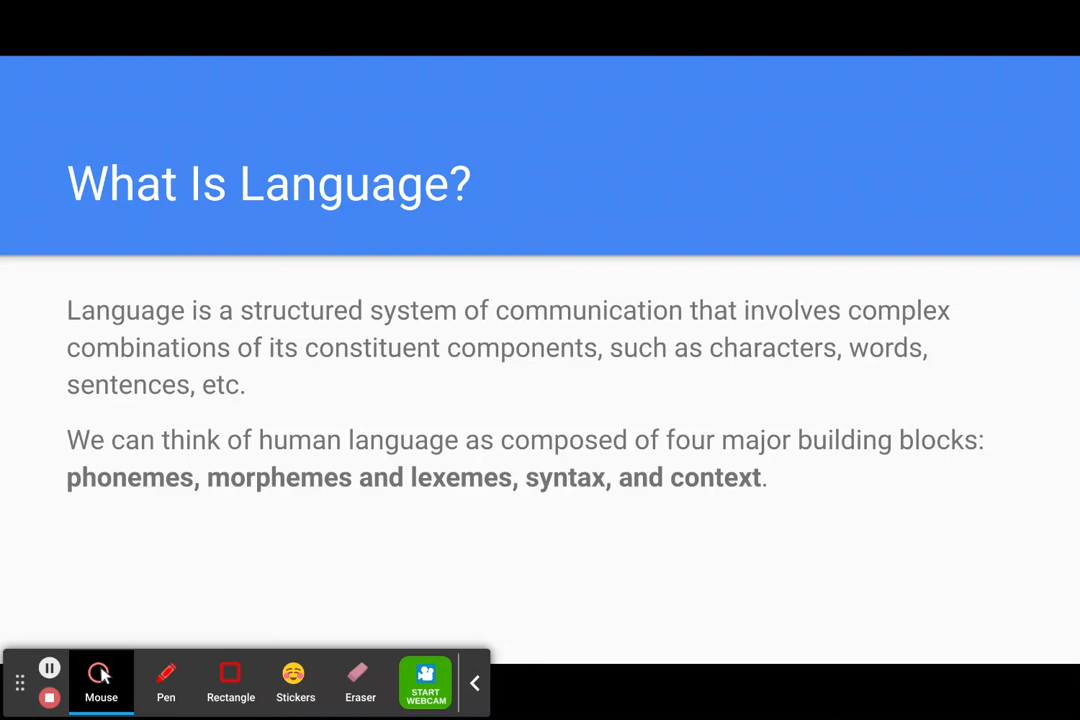 What Is Language?
Language is a structured system of communication that involves complex
combinations of its constituent components, such as characters, words,
sentences, etc.
We can think of human language as composed of four major building blocks:
phonemes, morphemes and lexemes, syntax, and context.
Mouse
Pen
Rectangle
Stickers
Eraser
START
WEBCAM